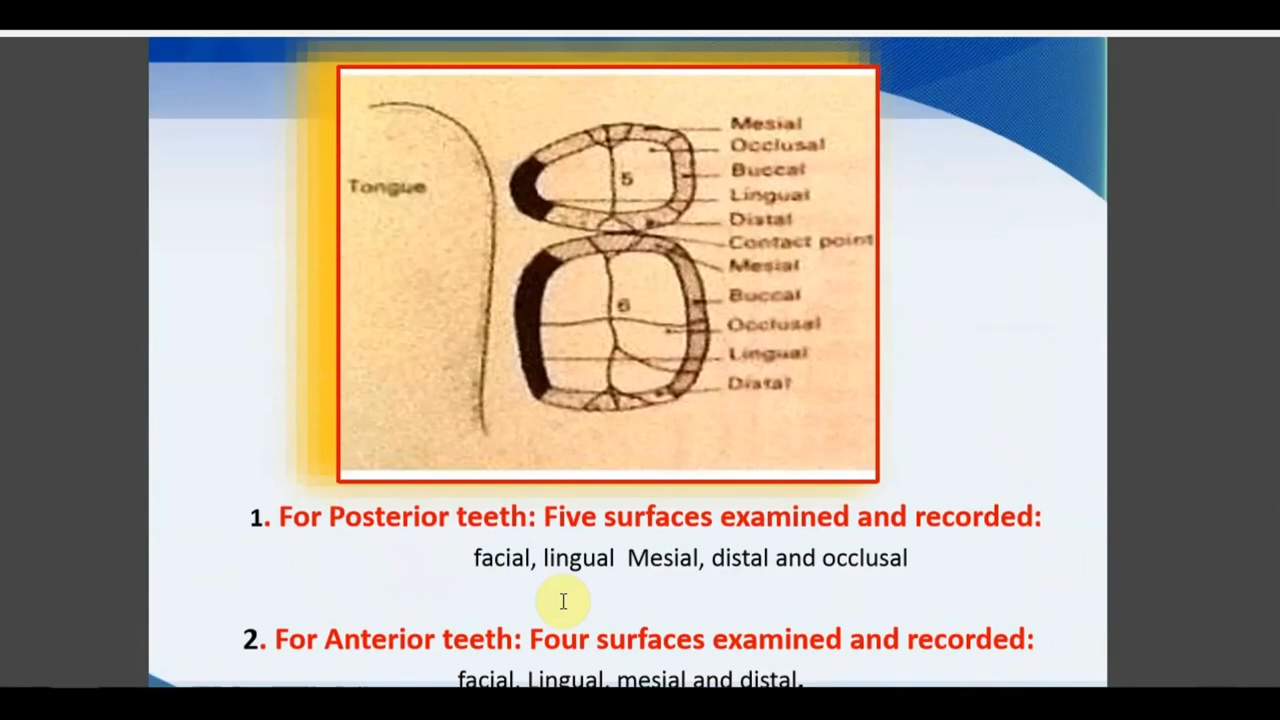 Tongue
Mesial
Occlusal
Buccal
Lingual
Distal
Contact point
Mesial
Buccal
Occlusal
Lingual
Distal
5
6
1. For Posterior teeth: Five surfaces examined and recorded:
facial, lingual Mesial, distal and occlusal
2. For Anterior teeth: Four surfaces examined and recorded:
facial, Lingual, mesial and distal.